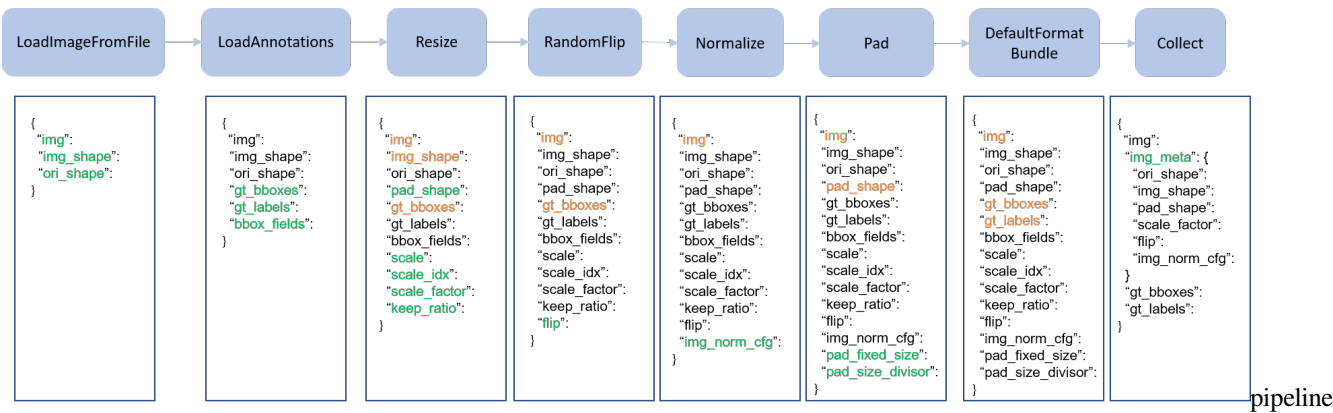 LoadImageFromFile
LoadAnnotations
Resize
RandomFlip
Normalize
Pad
DefaultFormat
Bundle
Collect
{
"img":
"img_shape":
"ori_shape":
}
{
"img":
"img_shape":
"ori_shape":
"gt_bboxes":
"gt_labels":
"bbox_fields":
}
{
"img":
"img_shape":
"ori_shape":
"pad_shape":
"gt_bboxes":
"gt_labels":
"bbox_fields":
"scale":
"scale_idx":
"scale_factor":
"keep_ratio":
}
{
"img":
"img_shape":
"ori_shape":
"pad_shape":
"gt_bboxes":
"gt_labels":
"bbox_fields":
"scale":
"scale_idx":
"scale_factor":
"keep_ratio":
"flip":
}
{
"img":
"img_shape":
"ori_shape":
"pad_shape":
"gt_bboxes":
"gt_labels":
"bbox_fields":
"scale":
"scale_idx":
"scale_factor":
"keep_ratio":
"flip":
"img_norm_cfg":
}
{
"img":
"img_shape":
"ori_shape":
"pad_shape":
"gt_bboxes":
"gt_labels":
"bbox_fields":
"scale":
"scale_idx":
"scale_factor":
"keep_ratio":
"flip":
"img_norm_cfg":
"pad_fixed_size":
"pad_size_divisor":
}
{
"img":
"img_shape":
"ori_shape":
"pad_shape":
"gt_bboxes":
"gt_labels":
"bbox_fields":
"scale":
"scale_idx":
"scale_factor":
"keep_ratio":
"flip":
"img_norm_cfg":
"pad_fixed_size":
"pad_size_divisor":
}
{
"img":
"img_meta": {
"ori_shape":
"img_shape":
"pad_shape":
"scale_factor":
"flip":
"img_norm_cfg":
}
"gt_bboxes":
"gt_labels":
}
pipeline